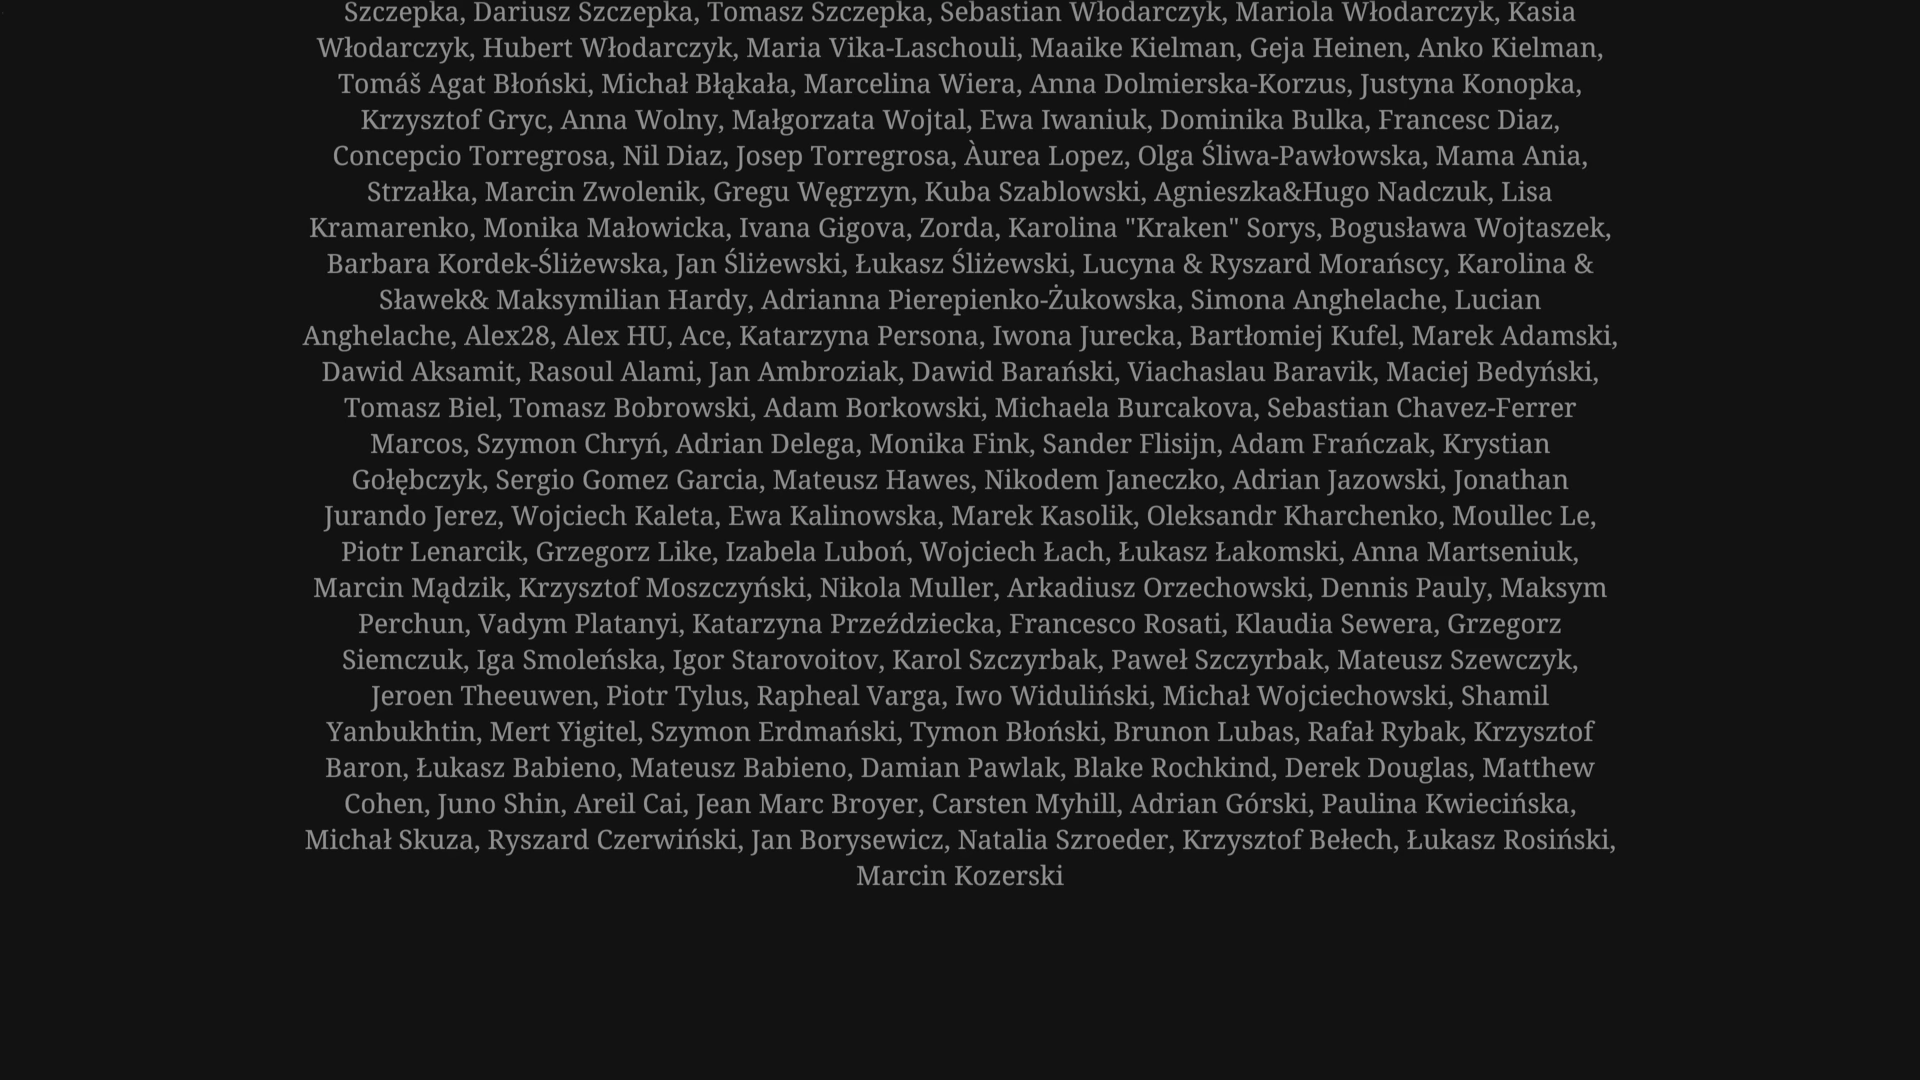 Szczepka, Dariusz Szczepka, Tomasz Szczepka, Sebastian Włodarczyk, Mariola Włodarczyk, Kasia
Włodarczyk, Hubert Włodarczyk, Maria Vika-Laschouli, Maaike Kielman, Geja Heinen, Anko Kielman,
Tomáš Agat Błoński, Michał Błąkała, Marcelina Wiera, Anna Dolmierska-Korzus, Justyna Konopka,
Krzysztof Gryc, Anna Wolny, Małgorzata Wojtal, Ewa Iwaniuk, Dominika Bulka, Francesc Diaz,
Concepcio Torregrosa, Nil Diaz, Josep Torregrosa, Àurea Lopez, Olga Śliwa-Pawłowska, Mama Ania,
Strzałka, Marcin Zwolenik, Gregu Węgrzyn, Kuba Szablowski, Agnieszka&Hugo Nadczuk, Lisa
Kramarenko, Monika Małowicka, Ivana Gigova, Zorda, Karolina "Kraken" Sorys, Bogusława Wojtaszek,
Barbara Kordek-Śliżewska, Jan Śliżewski, Łukasz Śliżewski, Lucyna & Ryszard Morańscy, Karolina &
Sławek& Maksymilian Hardy, Adrianna Pierepienko-Żukowska, Simona Anghelache, Lucian
Anghelache, Alex28, Alex HU, Ace, Katarzyna Persona, Iwona Jurecka, Bartłomiej Kufel, Marek Adamski,
Dawid Aksamit, Rasoul Alami, Jan Ambroziak, Dawid Barański, Viachaslau Baravik, Maciej Bedyński,
Tomasz Biel, Tomasz Bobrowski, Adam Borkowski, Michaela Burcakova, Sebastian Chavez-Ferrer
Marcos, Szymon Chryń, Adrian Delega, Monika Fink, Sander Flisijn, Adam Frańczak, Krystian
Gołębczyk, Sergio Gomez Garcia, Mateusz Hawes, Nikodem Janeczko, Adrian Jazowski, Jonathan
Jurando Jerez, Wojciech Kaleta, Ewa Kalinowska, Marek Kasolik, Oleksandr Kharchenko, Moullec Le,
Piotr Lenarcik, Grzegorz Like, Izabela Luboń, Wojciech Łach, Łukasz Łakomski, Anna Martseniuk,
Marcin Mądzik, Krzysztof Moszczyński, Nikola Muller, Arkadiusz Orzechowski, Dennis Pauly, Maksym
Perchun, Vadym Platanyi, Katarzyna Przeździecka, Francesco Rosati, Klaudia Sewera, Grzegorz
Siemczuk, Iga Smoleńska, Igor Starovoitov, Karol Szczyrbak, Paweł Szczyrbak, Mateusz Szewczyk,
Jeroen Theeuwen, Piotr Tylus, Rapheal Varga, Iwo Widuliński, Michał Wojciechowski, Shamil
Yanbukhtin, Mert Yigitel, Szymon Erdmański, Tymon Błoński, Brunon Lubas, Rafał Rybak, Krzysztof
Baron, Łukasz Babieno, Mateusz Babieno, Damian Pawlak, Blake Rochkind, Derek Douglas, Matthew
Cohen, Juno Shin, Areil Cai, Jean Marc Broyer, Carsten Myhill, Adrian Górski, Paulina Kwiecińska,
Michał Skuza, Ryszard Czerwiński, Jan Borysewicz, Natalia Szroeder, Krzysztof Bełech, Łukasz Rosiński,
Marcin Kozerski